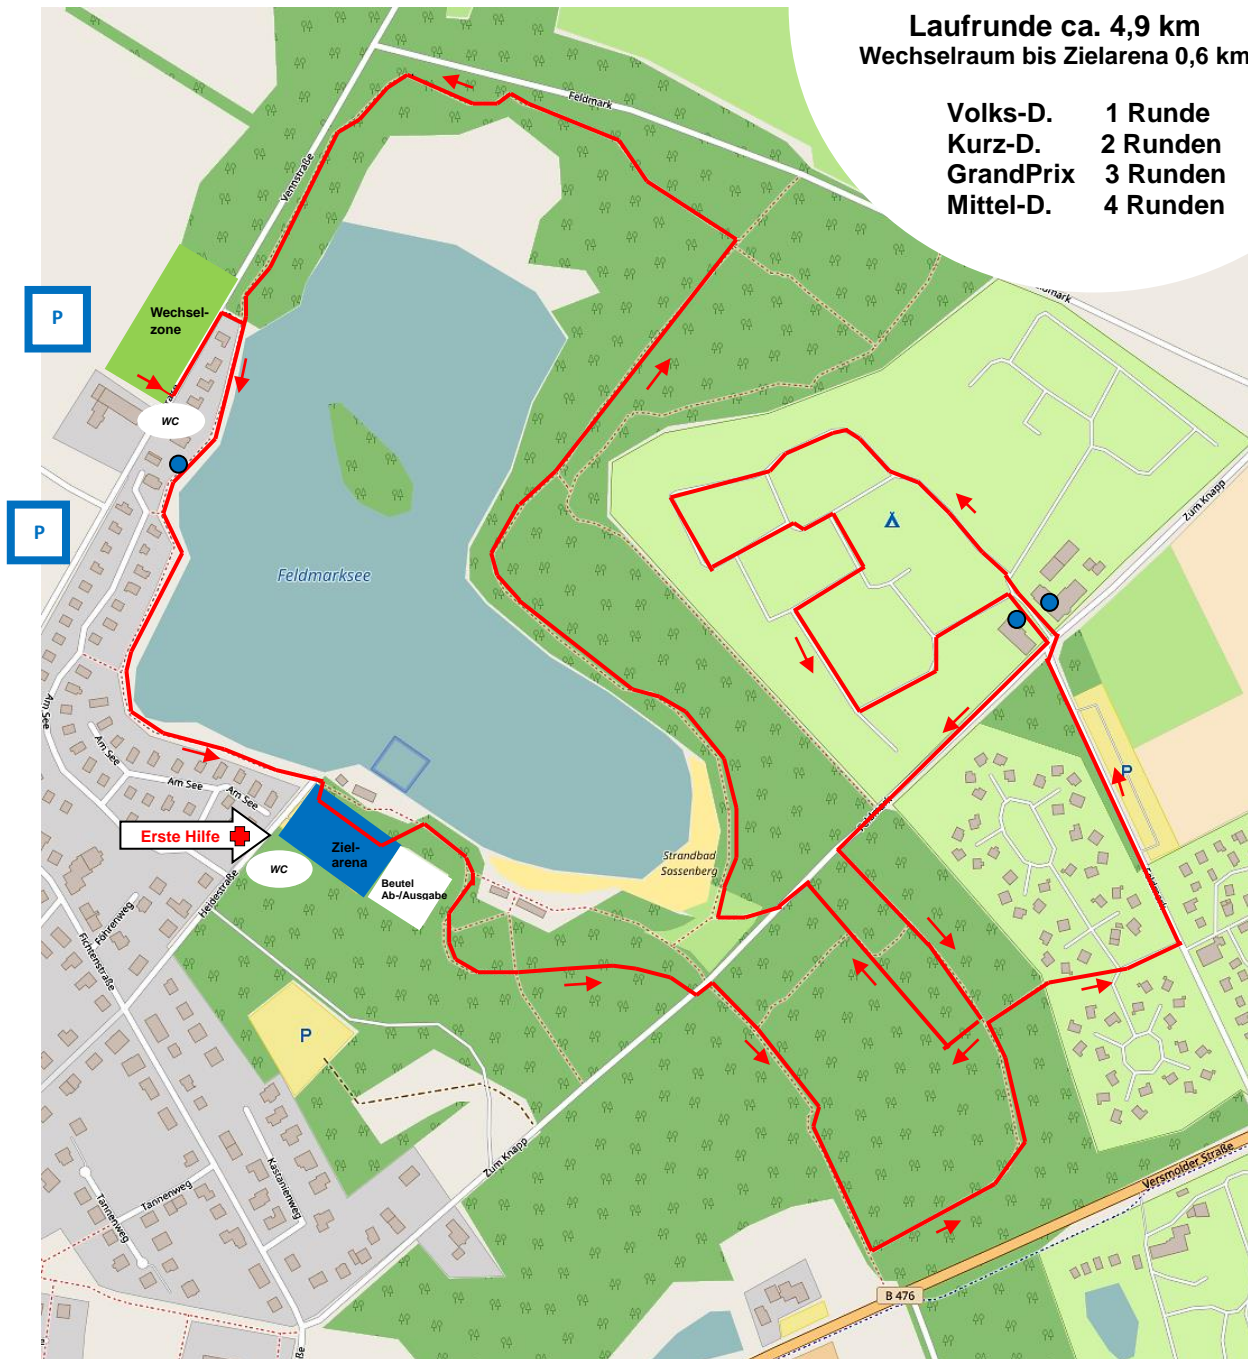 Laufrunde ca. 4,9 km
Wechselraum bis Zielarena 0,6 km
Volks-D. 1 Runde
Kurz-D. 2 Runden
GrandPrix 3 Runden
Mittel-D. 4 Runden
Feldmark
Vennstraße
P
Wechsel-
zone
WC
P
Feldmarksee
Zum Knapp
Am See
Am See
Am See
Am See
P
Feldmark
Feldmark
Erste Hilfe
Ziel-
arena
Strandbad
Sassenberg
WC
Beutel
Ab-/Ausgabe
Heidestraße
Föhrenweg
Fichtenstraße
P
Zum Knapp
Kastanienweg
Tannenweg
Tannenweg
Versmolder Straße
B 476